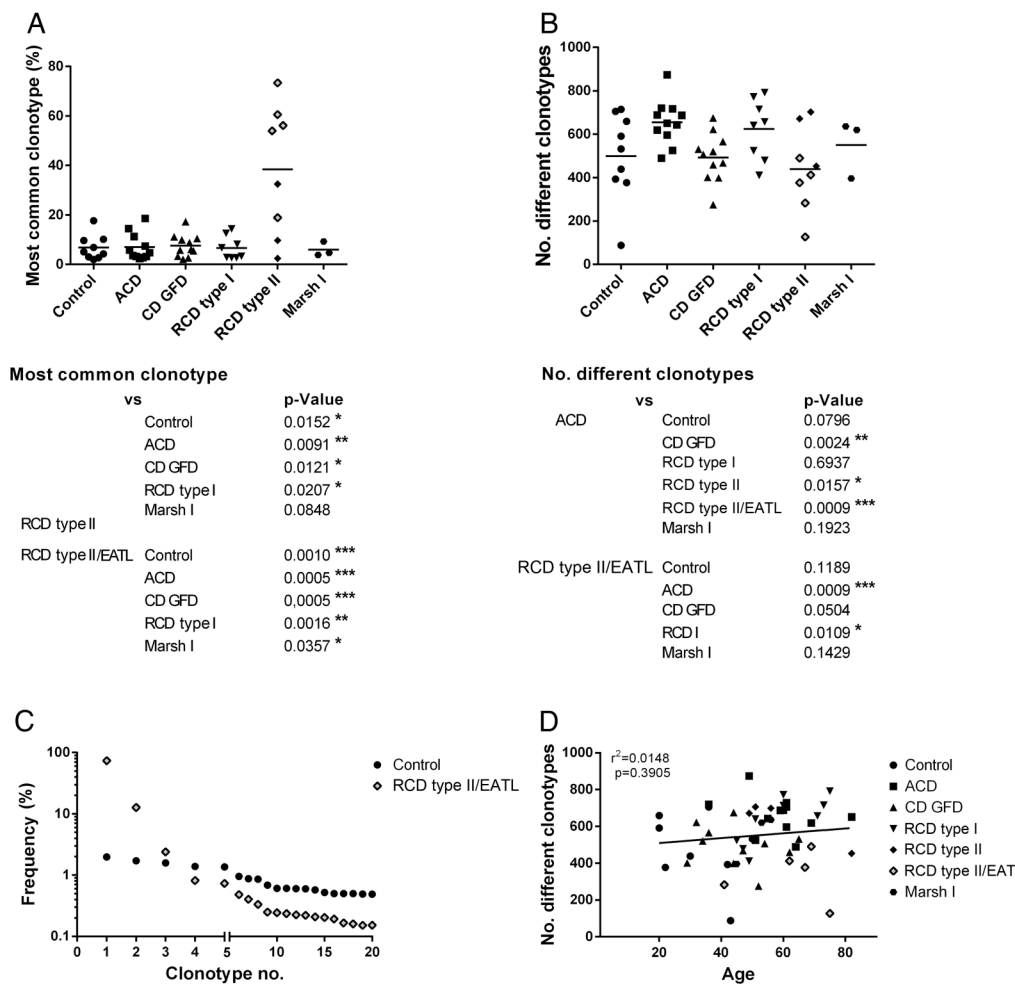 A
Most common clonotype (%)
80
60
40
20
0
Control
ACD
CD GFD
RCD type I
RCD type II
Marsh I
B
No. different clonotypes
1000
800
600
400
200
0
Control
ACD
CD GFD
RCD type I
RCD type II
Marsh I
Most common clonotype
vs p-Value
Control 0.0152 *
ACD 0.0091 **
CD GFD 0.0121 *
RCD type I 0.0207 *
Marsh I 0.0848
RCD type II
RCD type II/EATL Control 0.0010 ***
ACD 0.0005 ***
CD GFD 0,0005 ***
RCD type I 0.0016 **
Marsh I 0.0357 *
No. different clonotypes
vs p-Value
ACD Control 0.0796
CD GFD 0.0024 **
RCD type I 0.6937
RCD type II 0.0157 *
RCD type II/EATL 0.0009 ***
Marsh I 0.1923
RCD type II/EATL Control 0.1189
ACD 0.0009 ***
CD GFD 0.0504
RCD I 0.0109 *
Marsh I 0.1429
C
Frequency (%)
100
10
1
0.1
0 1 2 3 4 5 10 15 20
Clonotype no.
Control
RCD type II/EATL
D
No. different clonotypes
1000
800
600
400
200
0
r²=0.0148
p=0.3905
20 40 60 80
Age
Control
ACD
CD GFD
RCD type I
RCD type II
RCD type II/EAT
Marsh I